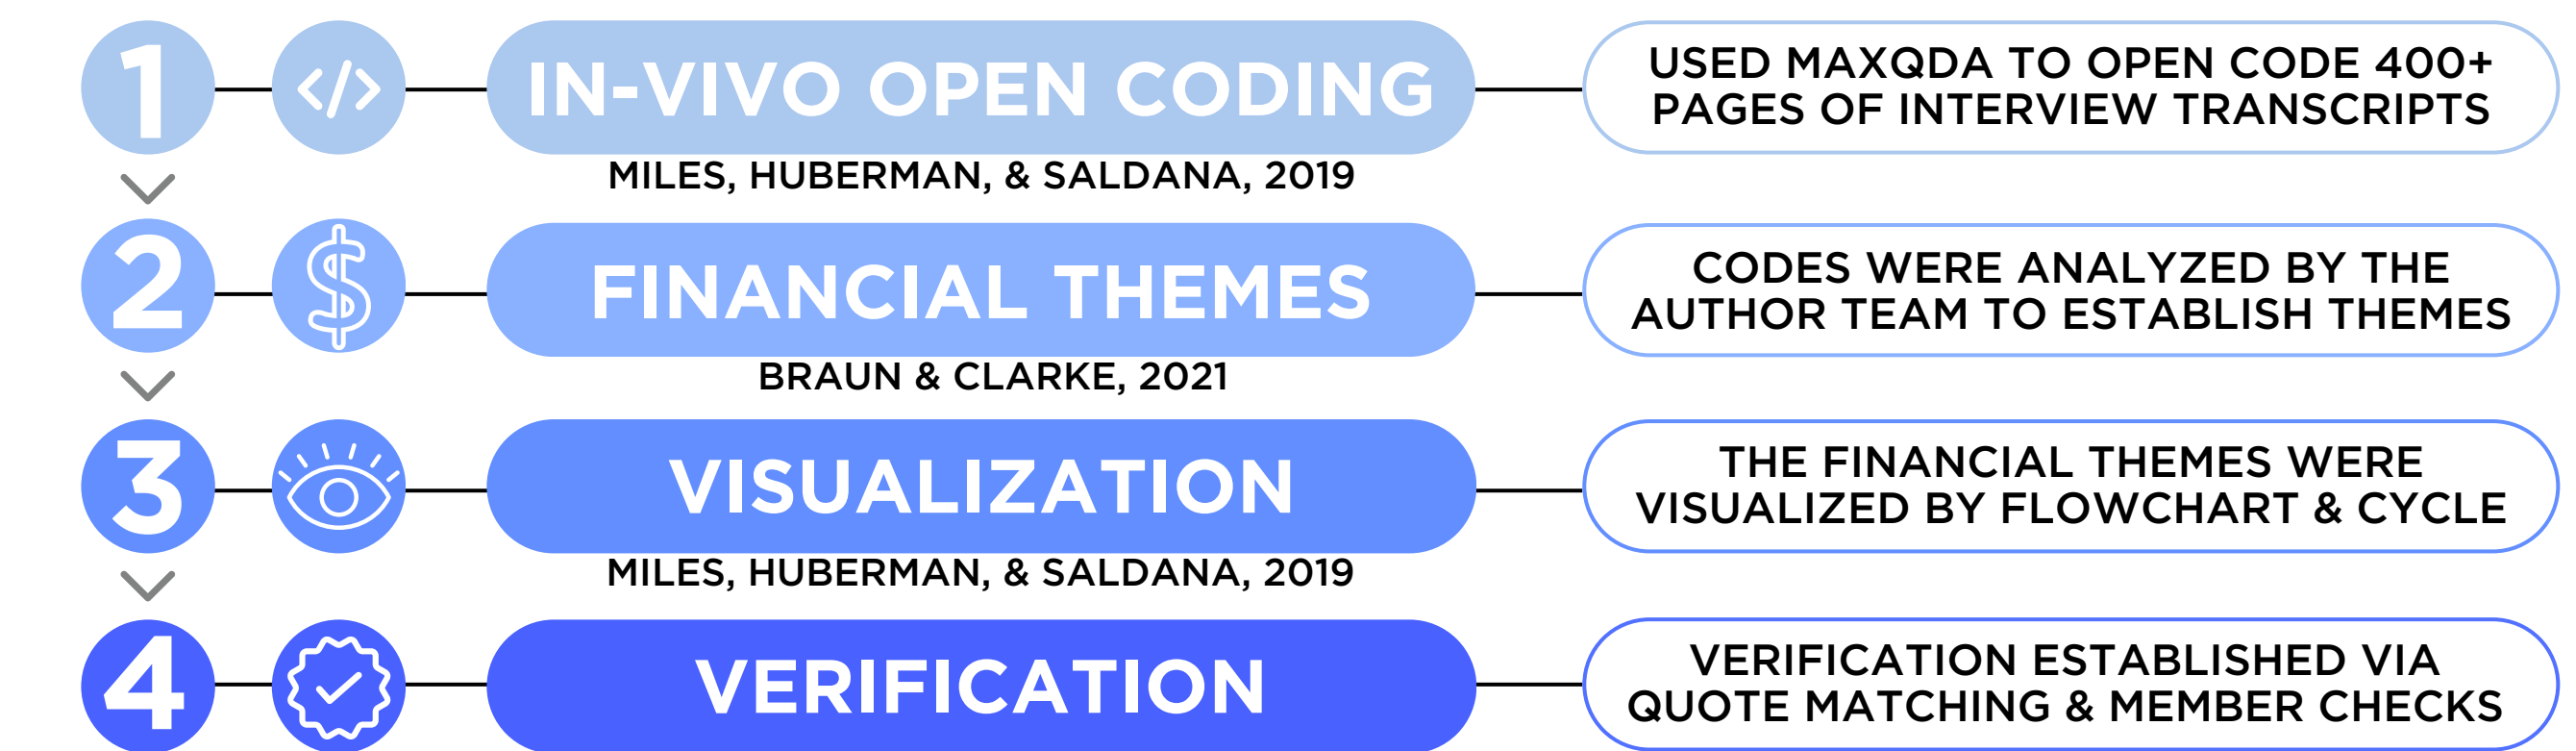 1
</>
IN-VIVO OPEN CODING
MILES, HUBERMAN, & SALDANA, 2019
USED MAXQDA TO OPEN CODE 400+
PAGES OF INTERVIEW TRANSCRIPTS
2
$
FINANCIAL THEMES
BRAUN & CLARKE, 2021
CODES WERE ANALYZED BY THE
AUTHOR TEAM TO ESTABLISH THEMES
3
VISUALIZATION
MILES, HUBERMAN, & SALDANA, 2019
THE FINANCIAL THEMES WERE
VISUALIZED BY FLOWCHART & CYCLE
4
VERIFICATION
VERIFICATION ESTABLISHED VIA
QUOTE MATCHING & MEMBER CHECKS